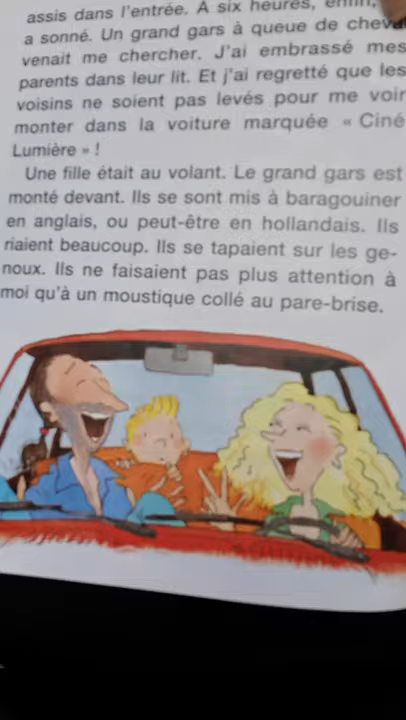 assis dans l'entrée. À six heures, enfin,
a sonné. Un grand gars à queue de cheval
venait me chercher. J'ai embrassé mes
parents dans leur lit. Et j'ai regretté que les
voisins ne soient pas levés pour me voir
monter dans la voiture marquée « Ciné
Lumière » !
Une fille était au volant. Le grand gars est
monté devant. Ils se sont mis à baragouiner
en anglais, ou peut-être en hollandais. Ils
riaient beaucoup. Ils se tapaient sur les ge-
noux. Ils ne faisaient pas plus attention à
moi qu'à un moustique collé au pare-brise.